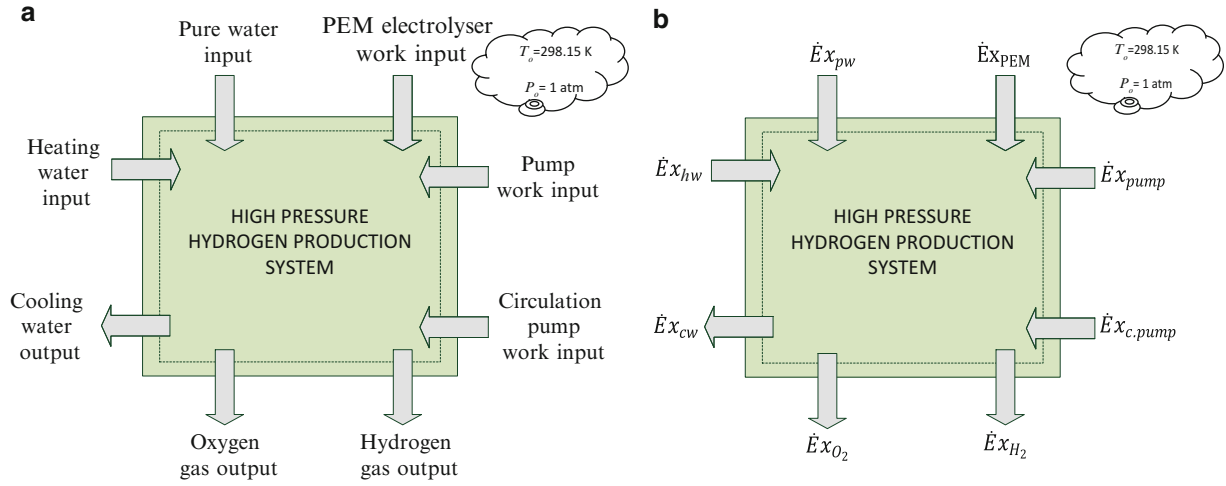 a
Pure water
input
PEM electrolyser
work input
T_o=298.15 K
P_o= 1 atm
Heating
water
input
Pump
work input
HIGH PRESSURE
HYDROGEN PRODUCTION
SYSTEM
Cooling
water
output
Circulation
pump
work input
Oxygen
gas output
Hydrogen
gas output
b
Ėx_pw
Ėx_PEM
T_o=298.15 K
P_o= 1 atm
Ėx_hw
Ėx_pump
HIGH PRESSURE
HYDROGEN PRODUCTION
SYSTEM
Ėx_cw
Ėx_c.pump
Ėx_O₂
Ėx_H₂